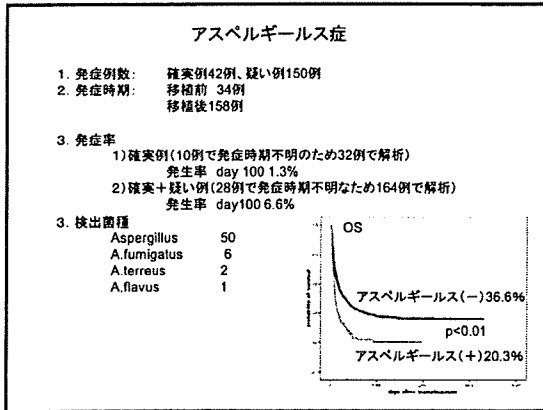 アスペルギールス症
1. 発症例数: 確実例42例、疑い例150例
2. 発症時期: 移植前 34例
移植後158例
3. 発症率
1)確実例(10例で発症時期不明のため32例で解析)
発生率 day 100 1.3%
2)確実+疑い例(28例で発症時期不明なため164例で解析)
発生率 day100 6.6%
3. 検出菌種
Aspergillus 50
A.fumigatus 6
A.terreus 2
A.flavus 1
OS
アスペルギールス(-)36.6%
p<0.01
アスペルギールス(+)20.3%